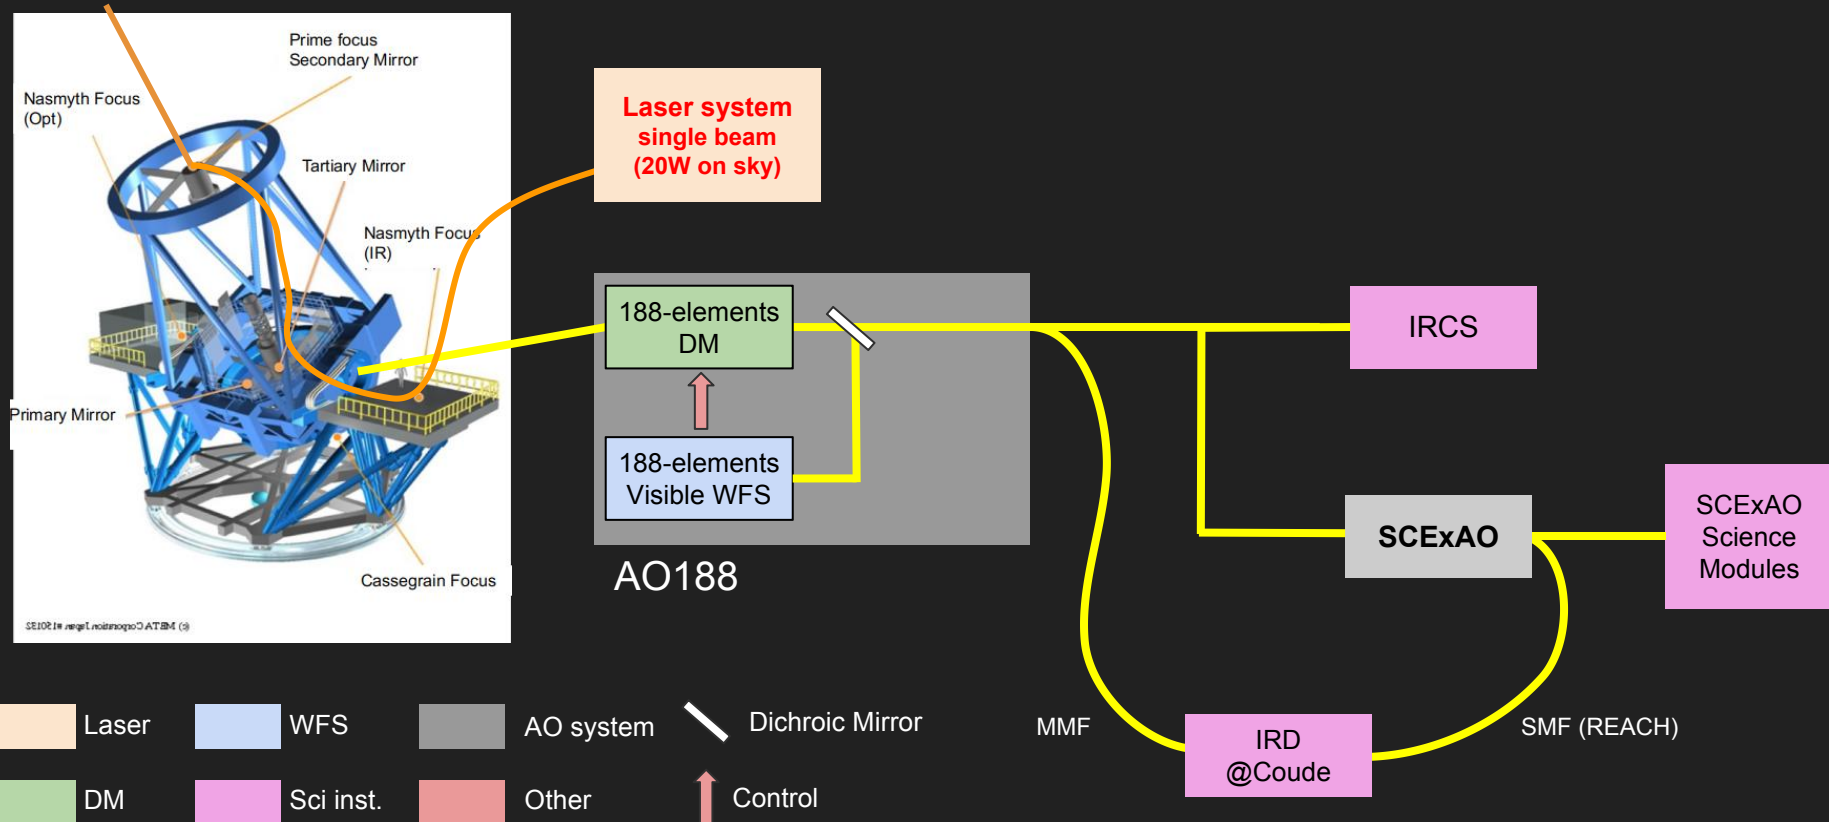 Prime focus
Secondary Mirror
Nasmyth Focus
(Opt)
Tartiary Mirror
Nasmyth Focus
(IR)
Primary Mirror
Cassegrain Focus
Laser system
single beam
(20W on sky)
188-elements
DM
188-elements
Visible WFS
AO188
IRCS
SCExAO
SCExAO
Science
Modules
MMF
IRD
@Coude
SMF (REACH)
Laser
WFS
AO system
Dichroic Mirror
DM
Sci inst.
Other
Control